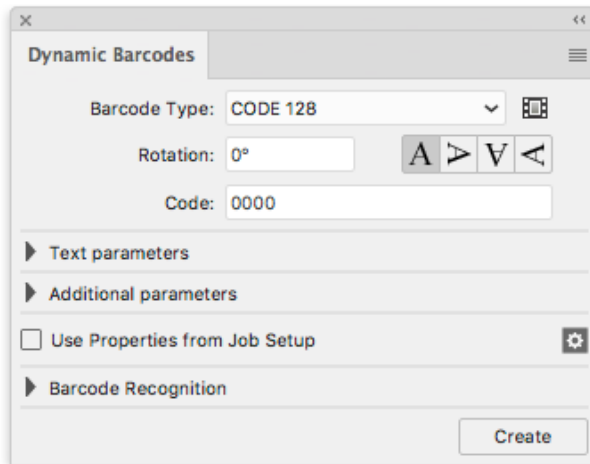 Dynamic Barcodes
Barcode Type: CODE 128
Rotation: 0° A A A A
Code: 0000
Text parameters
Additional parameters
Use Properties from Job Setup
Barcode Recognition
Create